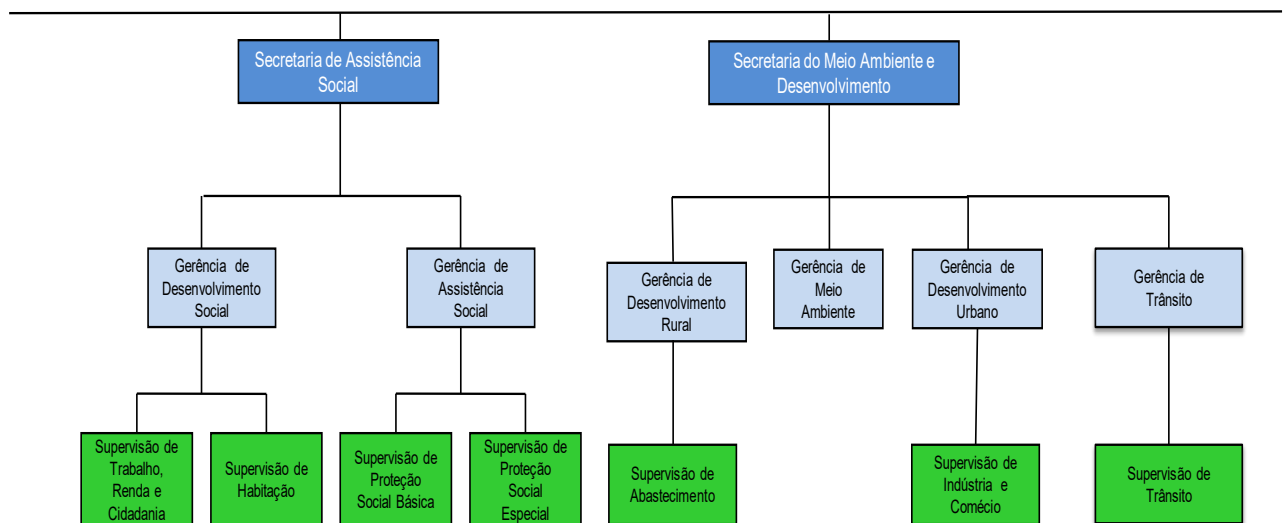 Secretaria de Assistência
Social
Secretaria do Meio Ambiente e
Desenvolvimento
Gerência de
Desenvolvimento
Social
Gerência de
Assistência
Social
Gerência de
Desenvolvimento
Rural
Gerência de
Meio
Ambiente
Gerência de
Desenvolvimento
Urbano
Gerência de
Trânsito
Supervisão de
Trabalho,
Renda e
Cidadania
Supervisão de
Habitação
Supervisão de
Proteção
Social Básica
Supervisão de
Proteção
Social
Especial
Supervisão de
Abastecimento
Supervisão de
Indústria e
Comécio
Supervisão de
Trânsito